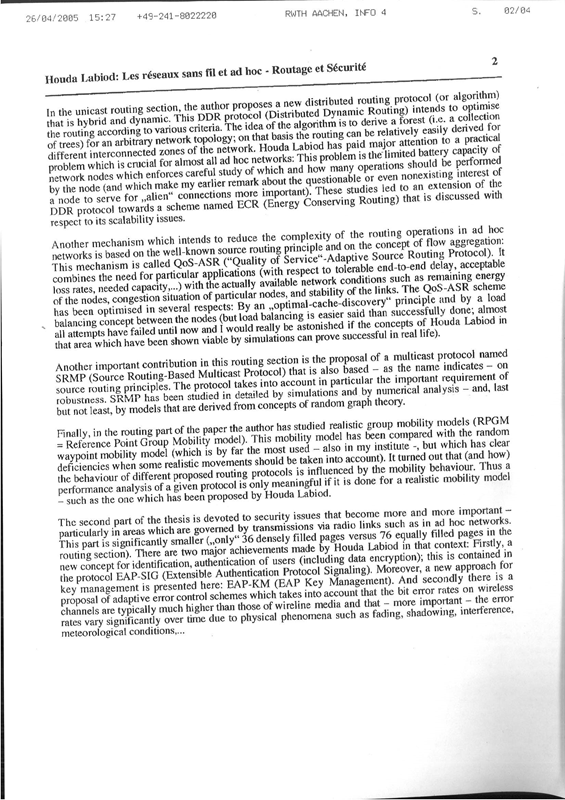 26/04/2005 15:27 +49-241-8022220 RWTH AACHEN, INFO 4 S. 02/04
Houda Labiod: Les réseaux sans fil et ad hoc - Routage et Sécurité 2
In the unicast routing section, the author proposes a new distributed routing protocol (or algorithm)
that is hybrid and dynamic. This DDR protocol (Distributed Dynamic Routing) intends to optimise
the routing according to various criteria. The idea of the algorithm is to derive a forest (i.e. a collection
of trees) for an arbitrary network topology; on that basis the routing can be relatively easily derived for
different interconnected zones of the network. Houda Labiod has paid major attention to a practical
problem which is crucial for almost all ad hoc networks: This problem is the limited battery capacity of
network nodes which enforces careful study of which and how many operations should be performed
by the node (and which make my earlier remark about the questionable or even nonexisting interest of
a node to serve for „alien" connections more important). These studies led to an extension of the
DDR protocol towards a scheme named ECR (Energy Conserving Routing) that is discussed with
respect to its scalability issues.
Another mechanism which intends to reduce the complexity of the routing operations in ad hoc
networks is based on the well-known source routing principle and on the concept of flow aggregation:
This mechanism is called QoS-ASR ("Quality of Service"-Adaptive Source Routing Protocol). It
combines the need for particular applications (with respect to tolerable end-to-end delay, acceptable
loss rates, needed capacity,...) with the actually available network conditions such as remaining energy
of the nodes, congestion situation of particular nodes, and stability of the links. The QoS-ASR scheme
has been optimised in several respects: By an „optimal-cache-discovery" principle and by a load
balancing concept between the nodes (but load balancing is easier said than successfully done; almost
all attempts have failed until now and I would really be astonished if the concepts of Houda Labiod in
that area which have been shown viable by simulations can prove successful in real life).
Another important contribution in this routing section is the proposal of a multicast protocol named
SRMP (Source Routing-Based Multicast Protocol) that is also based – as the name indicates – on
source routing principles. The protocol takes into account in particular the important requirement of
robustness. SRMP has been studied in detailed by simulations and by numerical analysis – and, last
but not least, by models that are derived from concepts of random graph theory.
Finally, in the routing part of the paper the author has studied realistic group mobility models (RPGM
= Reference Point Group Mobility model). This mobility model has been compared with the random
waypoint mobility model (which is by far the most used – also in my institute -, but which has clear
deficiencies when some realistic movements should be taken into account). It turned out that (and how)
the behaviour of different proposed routing protocols is influenced by the mobility behaviour. Thus a
performance analysis of a given protocol is only meaningful if it is done for a realistic mobility model
– such as the one which has been proposed by Houda Labiod.
The second part of the thesis is devoted to security issues that become more and more important –
particularly in areas which are governed by transmissions via radio links such as in ad hoc networks.
This part is significantly smaller („only" 36 densely filled pages versus 76 equally filled pages in the
routing section). There are two major achievements made by Houda Labiod in that context: Firstly, a
new concept for identification, authentication of users (including data encryption); this is contained in
the protocol EAP-SIG (Extensible Authentication Protocol Signaling). Moreover, a new approach for
key management is presented here: EAP-KM (EAP Key Management). And secondly there is a
proposal of adaptive error control schemes which takes into account that the bit error rates on wireless
channels are typically much higher than those of wireline media and that – more important – the error
rates vary significantly over time due to physical phenomena such as fading, shadowing, interference,
meteorological conditions,...